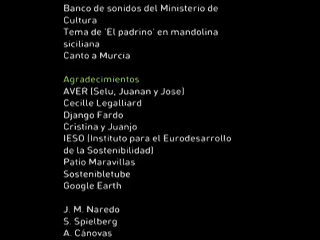 Banco de sonidos del Ministerio de
Cultura
Tema de 'El padrino' en mandolina
siciliana
Canto a Murcia
Agradecimientos
AVER (Selu, Juanan y Jose)
Cecille Legalliard
Django Fardo
Cristina y Juanjo
IESO (Instituto para el Eurodesarrollo
de la Sostenibilidad)
Patio Maravillas
Sostenibletube
Google Earth
J. M. Naredo
S. Spielberg
A. Cánovas